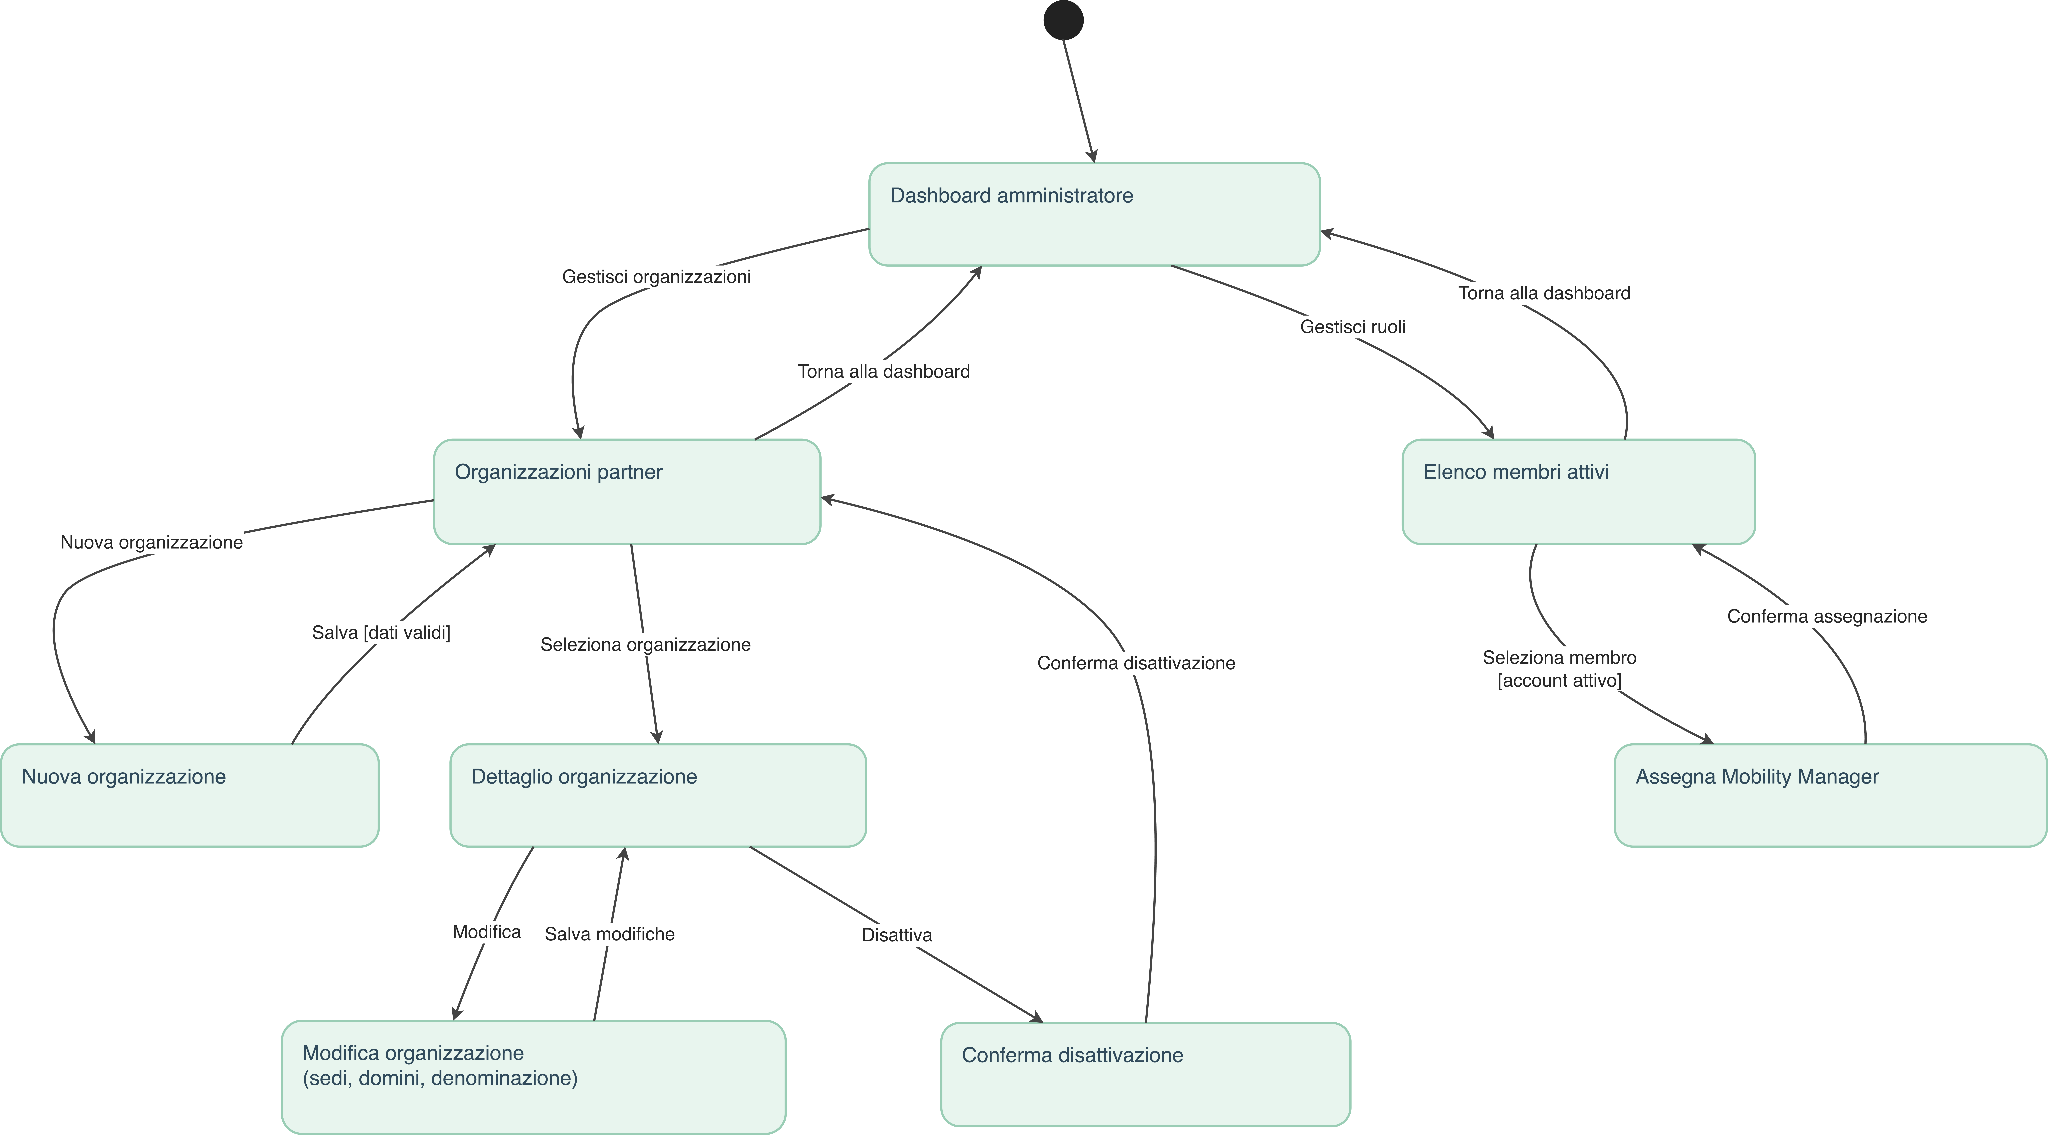 Dashboard amministratore
Gestisci organizzazioni
Torna alla dashboard
Gestisci ruoli
Torna alla dashboard
Organizzazioni partner
Elenco membri attivi
Nuova organizzazione
Salva [dati validi]
Seleziona organizzazione
Conferma disattivazione
Seleziona membro
[account attivo]
Conferma assegnazione
Nuova organizzazione
Dettaglio organizzazione
Assegna Mobility Manager
Modifica
Salva modifiche
Disattiva
Modifica organizzazione
(sedi, domini, denominazione)
Conferma disattivazione